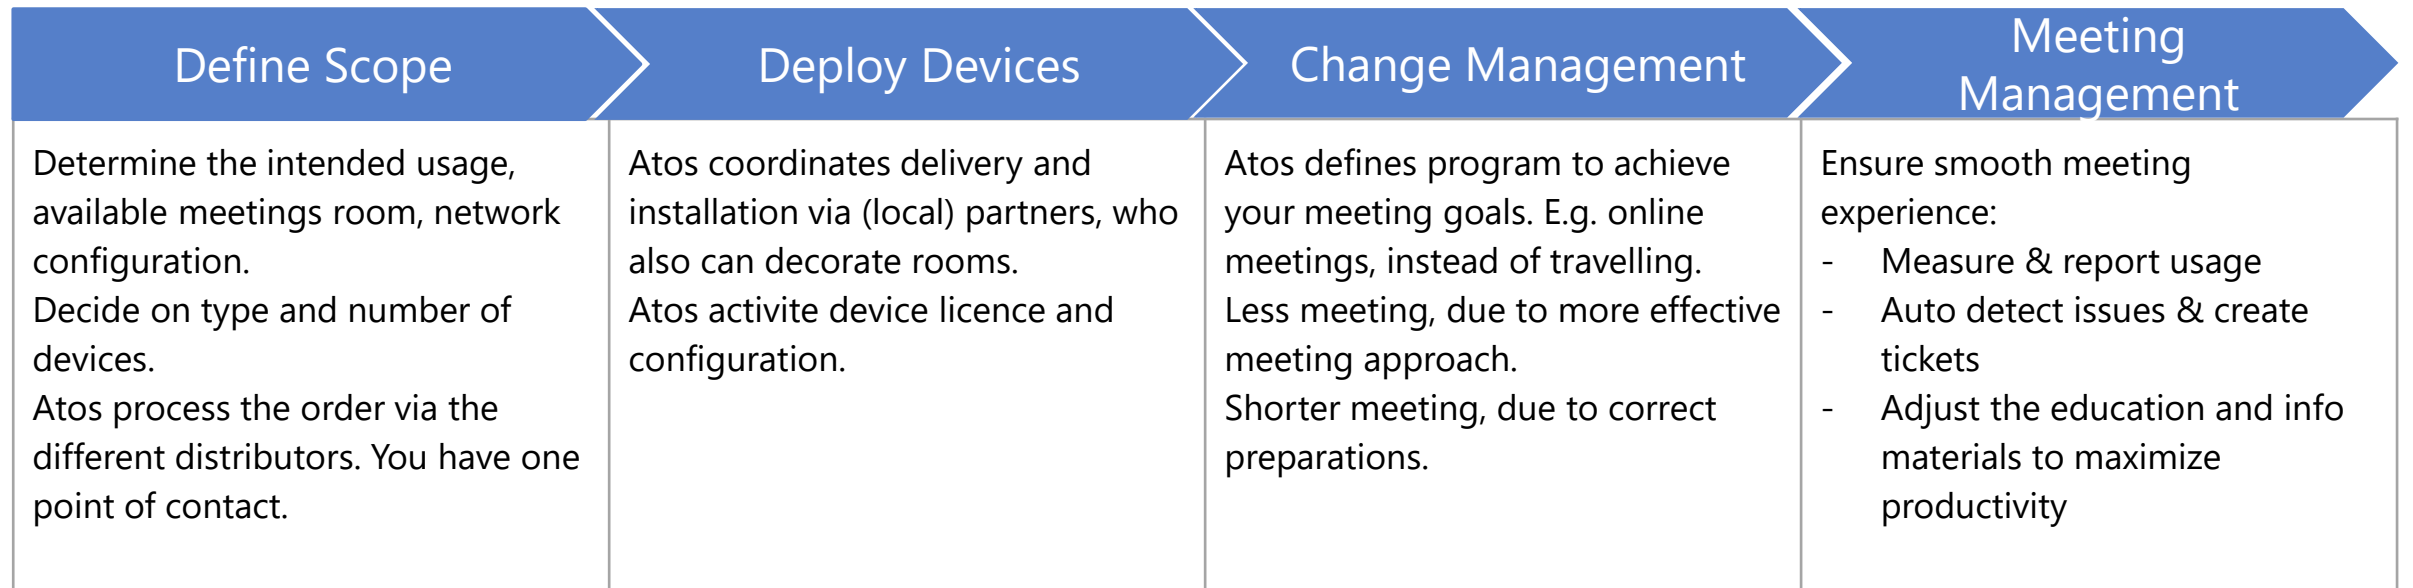 Define Scope
Determine the intended usage,
available meetings room, network
configuration.
Decide on type and number of
devices.
Atos process the order via the
different distributors. You have one
point of contact.
Deploy Devices
Atos coordinates delivery and
installation via (local) partners, who
also can decorate rooms.
Atos activite device licence and
configuration.
Change Management
Atos defines program to achieve
your meeting goals. E.g. online
meetings, instead of travelling.
Less meeting, due to more effective
meeting approach.
Shorter meeting, due to correct
preparations.
Meeting
Management
Ensure smooth meeting
experience:
- Measure & report usage
- Auto detect issues & create
tickets
- Adjust the education and info
materials to maximize
productivity